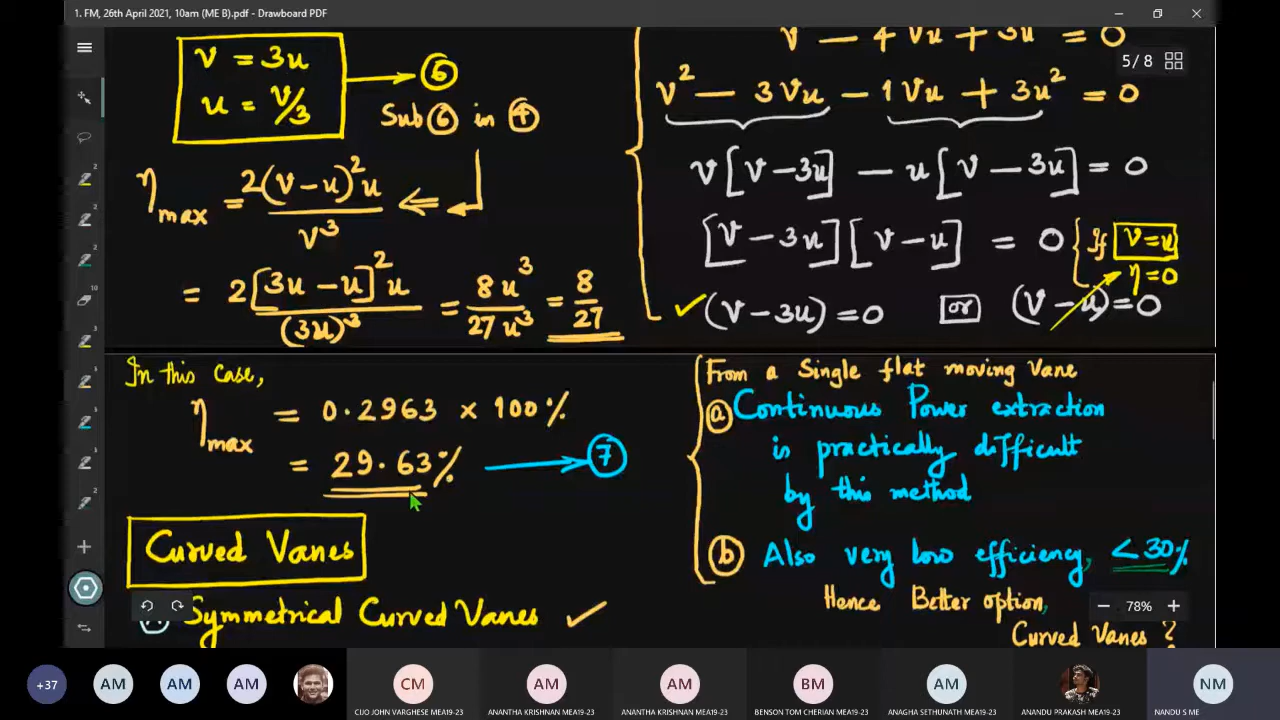 1. FM, 26th April 2021, 10am (ME B).pdf - Drawboard PDF
5/8
v = 3u
u = v/3
⑥
Sub ⑥ in ④
η max = 2(v-u)²u / v³
= 2[3u - u]²u / (3u)³ = 8u³ / 27u³ = 8/27
v² - 4vu + 3u² = 0
v² - 3vu - 1vu + 3u² = 0
v[v-3u] - u[v-3u] = 0
[v-3u][v-u] = 0 { If v=u
η=0
(v-3u) = 0 or (v-u) = 0
In this case,
η max = 0.2963 x 100%
= 29.63% ⑦
Curved Vanes
Symmetrical Curved Vanes
From a Single flat moving Vane
ⓐ Continuous Power extraction
is practically difficult
by this method
ⓑ Also very low efficiency, < 30%
Hence Better option,
Curved Vanes ?
78%
+37
AM
AM
AM
CM
AM
AM
BM
AM
NM
CIJO JOHN VARGHESE MEA19-23
ANANTHA KRISHNAN MEA19-23
ANANTHA KRISHNAN MEA19-23
BENSON TOM CHERIAN MEA19-23
ANAGHA SETHUNATH MEA19-23
ANANDU PRAKASH MEA19-23
NANDU S ME